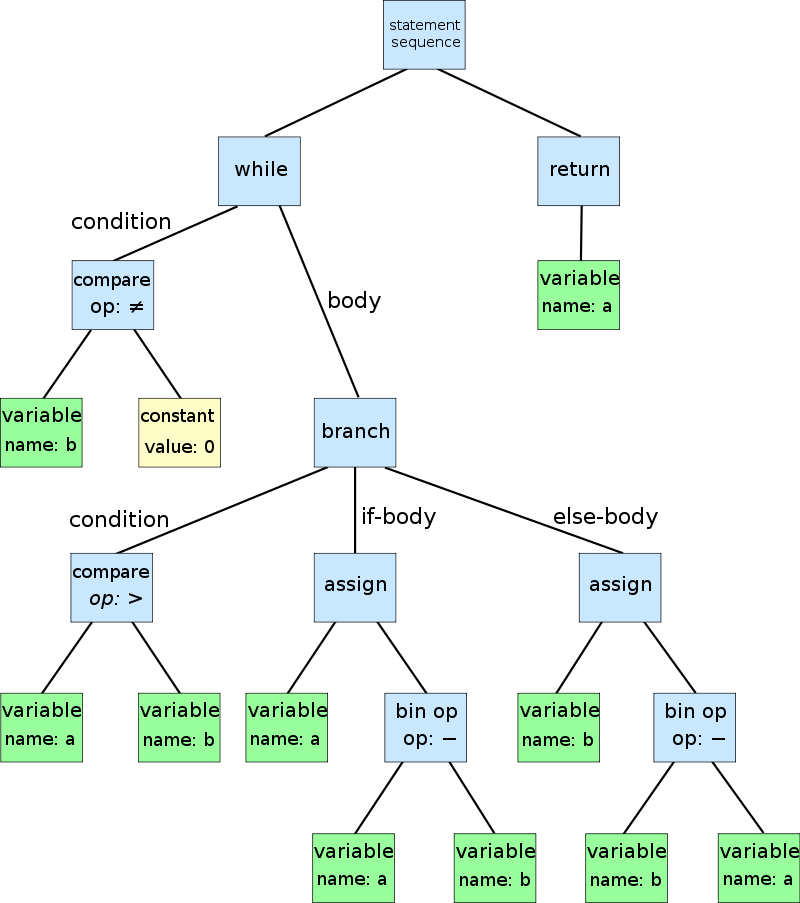 statement
sequence
while
return
condition
compare
op: ≠
body
variable
name: a
variable
name: b
constant
value: 0
branch
condition
if-body
else-body
compare
op: >
assign
assign
variable
name: a
variable
name: b
variable
name: a
bin op
op: −
variable
name: b
bin op
op: −
variable
name: a
variable
name: b
variable
name: b
variable
name: a